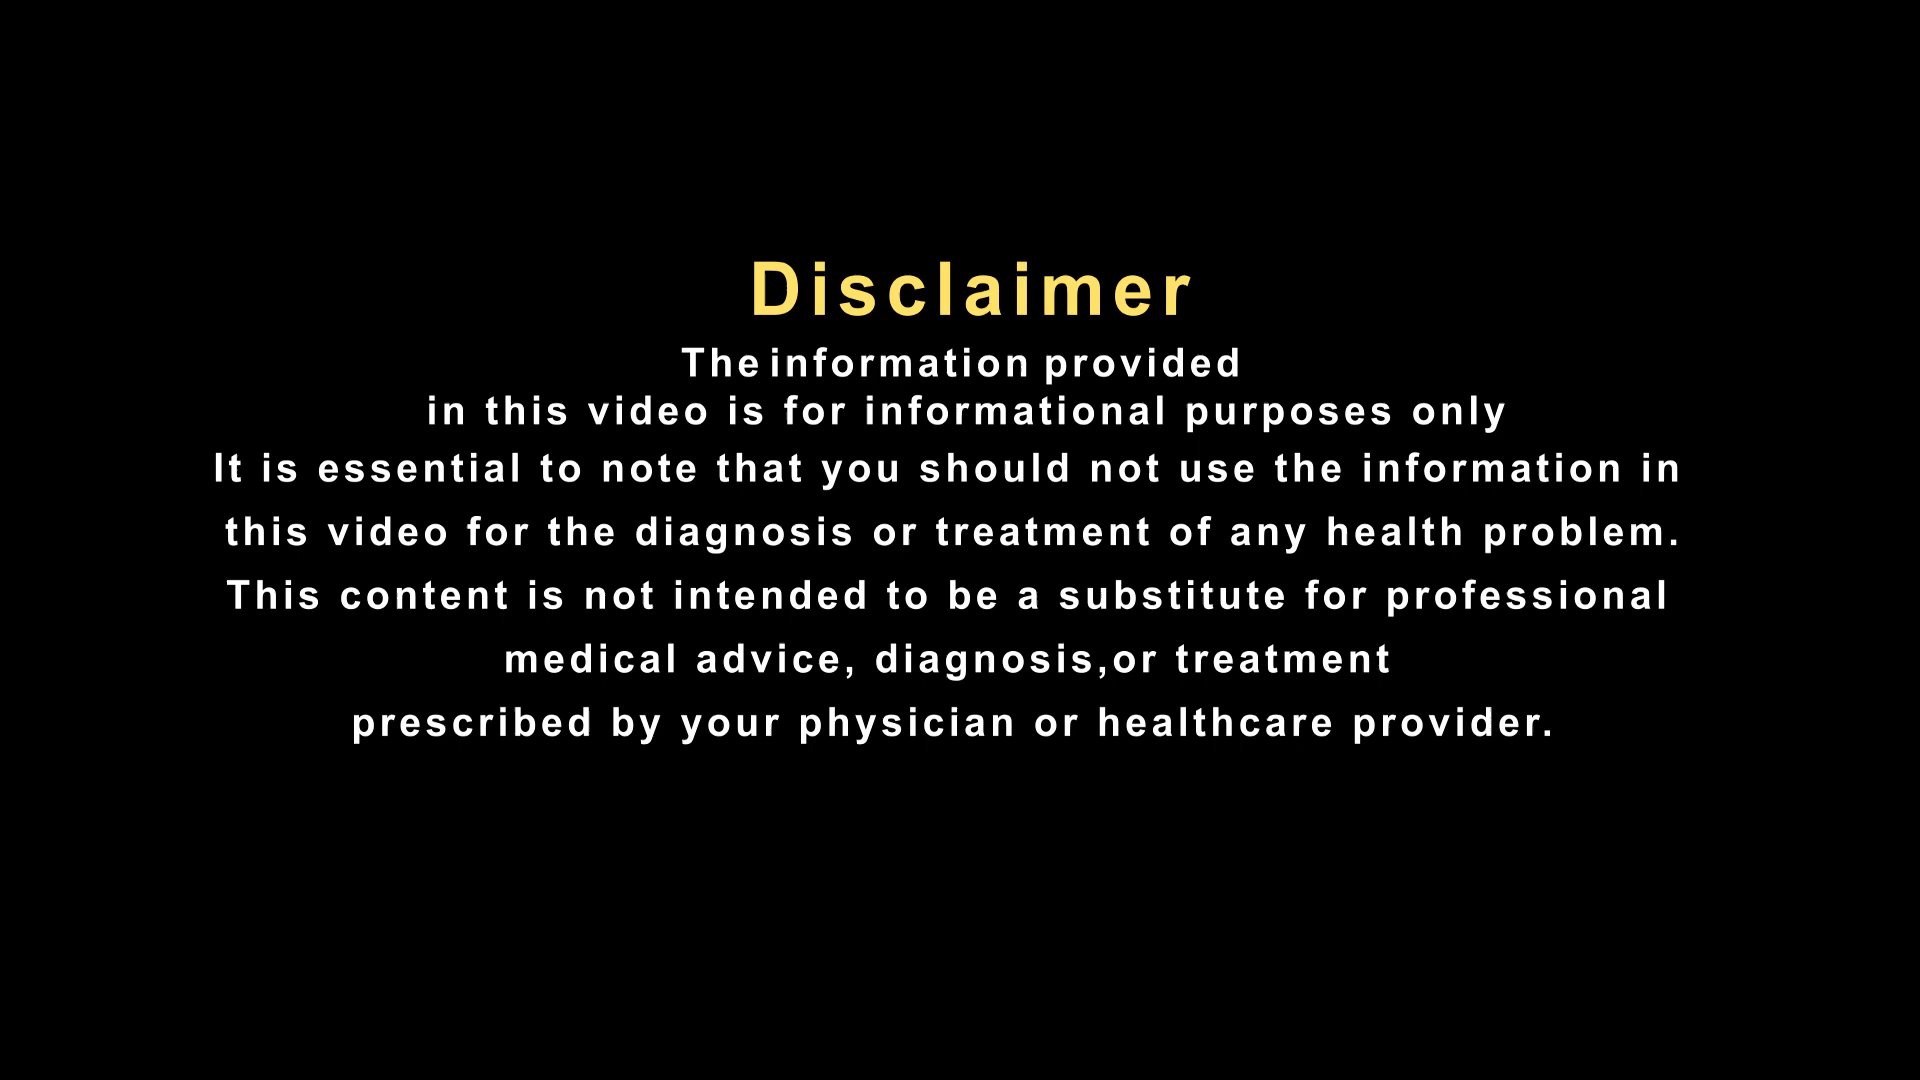 Disclaimer
The information provided
in this video is for informational purposes only
It is essential to note that you should not use the information in
this video for the diagnosis or treatment of any health problem.
This content is not intended to be a substitute for professional
medical advice, diagnosis,or treatment
prescribed by your physician or healthcare provider.